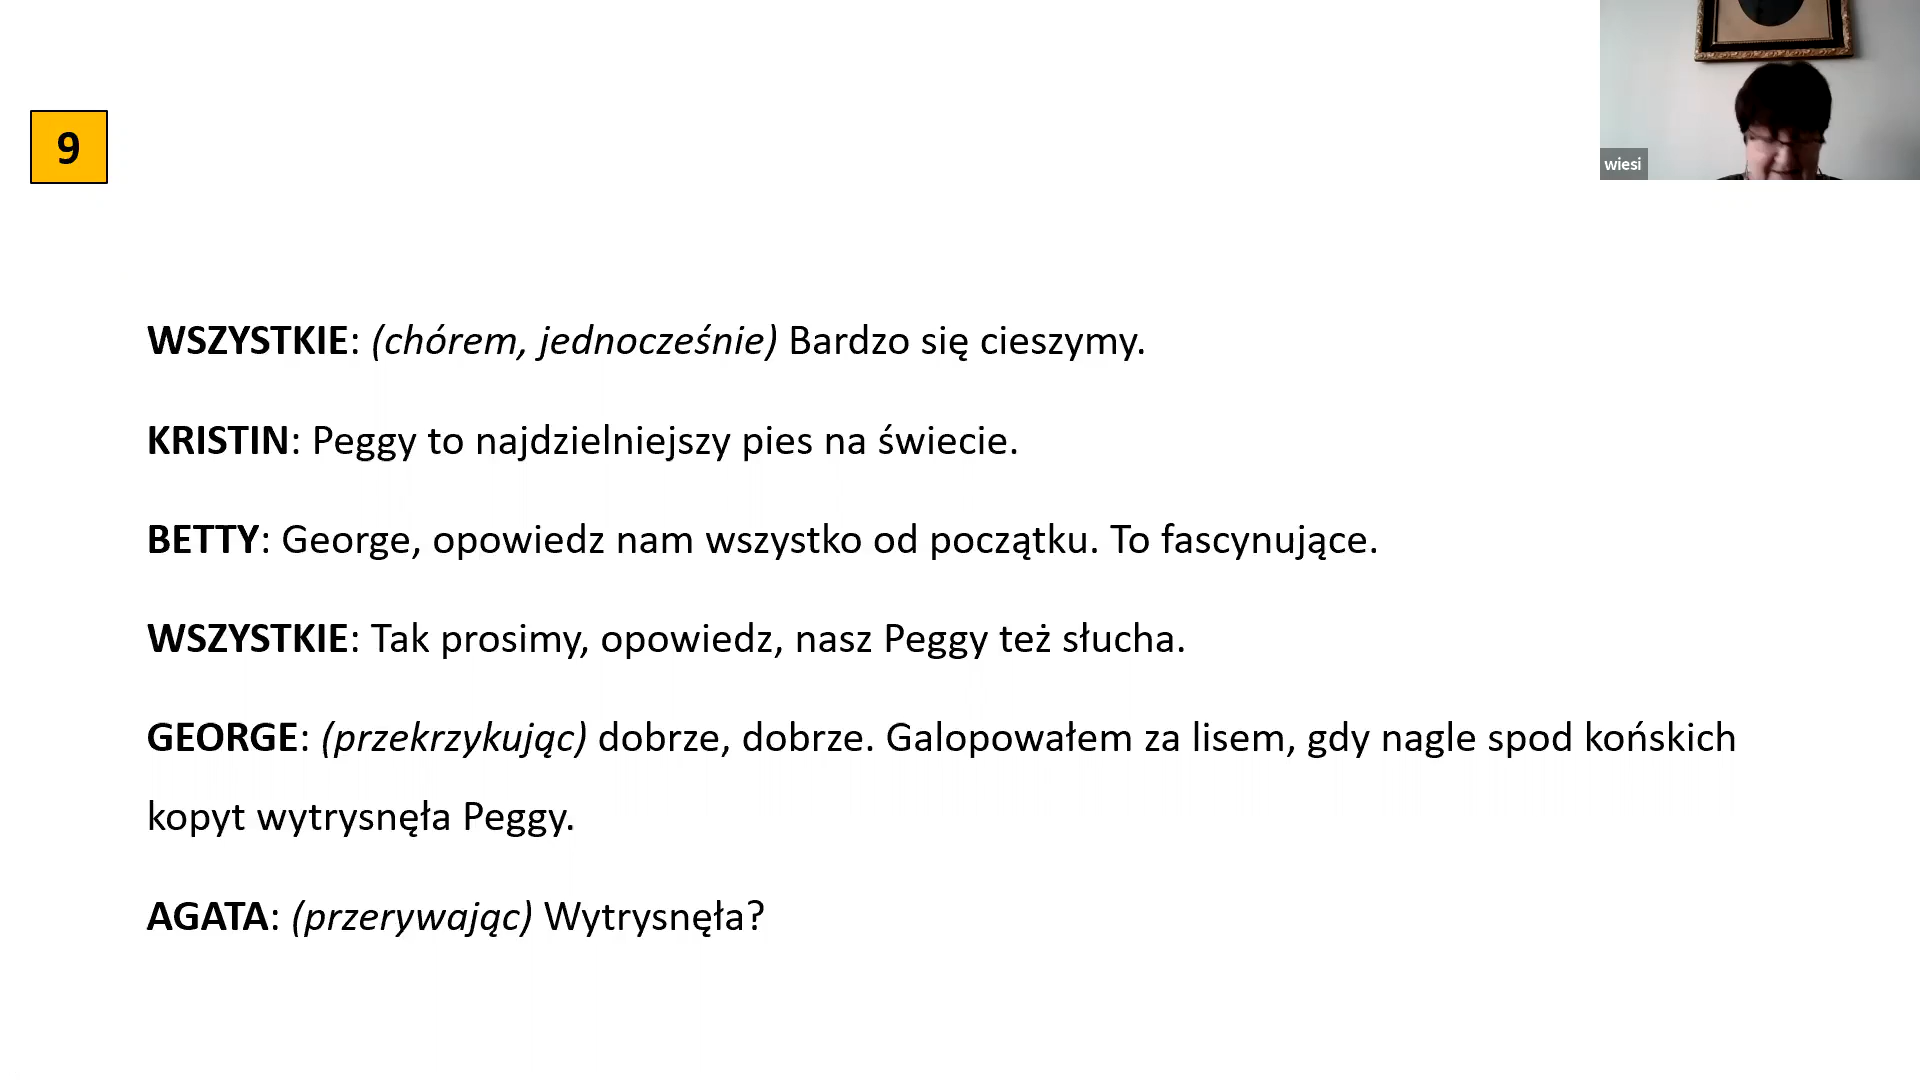 9
wiesi
WSZYSTKIE: (chórem, jednocześnie) Bardzo się cieszymy.
KRISTIN: Peggy to najdzielniejszy pies na świecie.
BETTY: George, opowiedz nam wszystko od początku. To fascynujące.
WSZYSTKIE: Tak prosimy, opowiedz, nasz Peggy też słucha.
GEORGE: (przekrzykując) dobrze, dobrze. Galopowałem za lisem, gdy nagle spod końskich
kopyt wytrysnęła Peggy.
AGATA: (przerywając) Wytrysnęła?